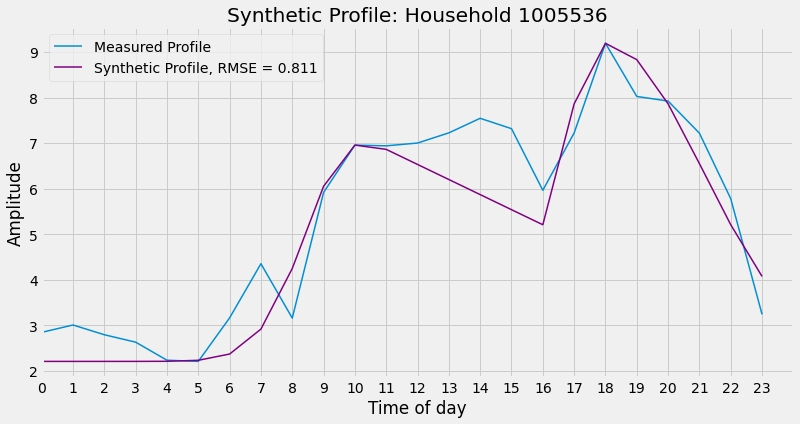 Synthetic Profile: Household 1005536
Measured Profile
Synthetic Profile, RMSE = 0.811
Amplitude
9
8
7
6
5
4
3
2
0 1 2 3 4 5 6 7 8 9 10 11 12 13 14 15 16 17 18 19 20 21 22 23
Time of day